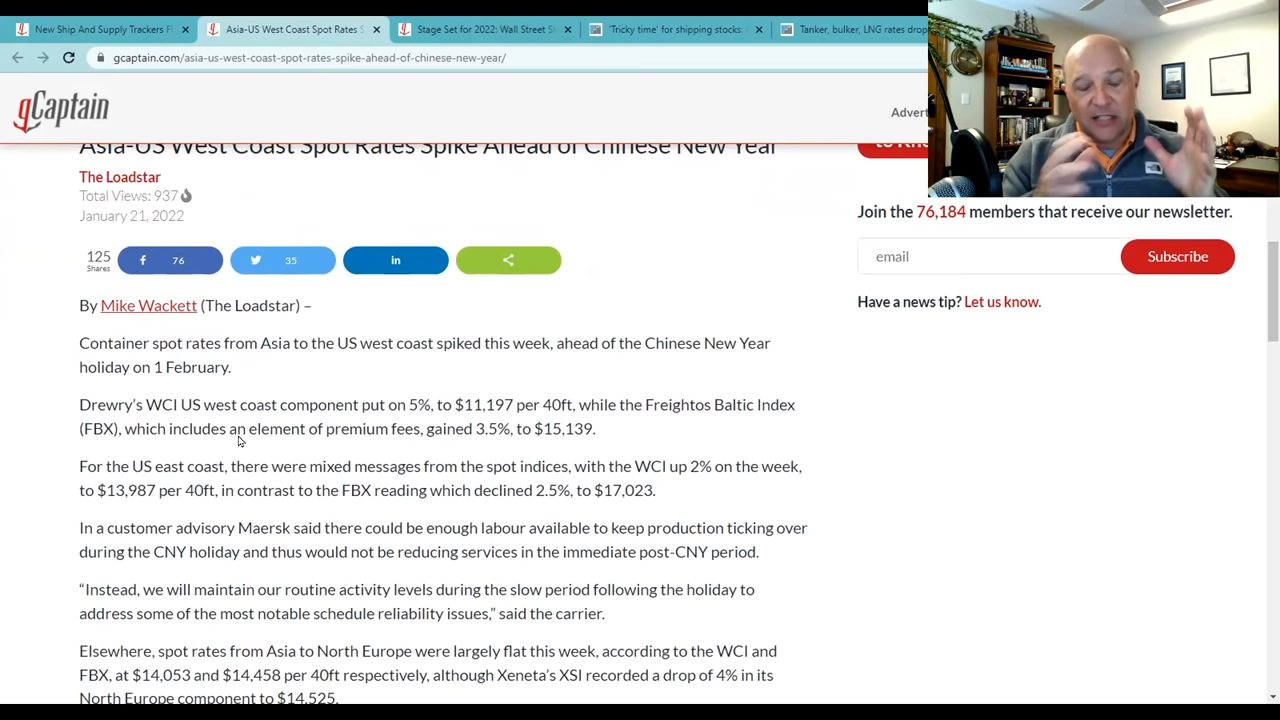 New Ship And Supply Trackers Fi
Asia-US West Coast Spot Rates S
Stage Set for 2022: Wall Street S
'Tricky time' for shipping stocks:
Tanker, bulker, LNG rates drop
gcaptain.com/asia-us-west-coast-spot-rates-spike-ahead-of-chinese-new-year/
gCaptain
Advert
Asia-US West Coast Spot Rates Spike Ahead of Chinese New Year
The Loadstar
Total Views: 937
January 21, 2022
125
Shares
f 76
35
in
By Mike Wackett (The Loadstar) –
Container spot rates from Asia to the US west coast spiked this week, ahead of the Chinese New Year
holiday on 1 February.
Drewry’s WCI US west coast component put on 5%, to $11,197 per 40ft, while the Freightos Baltic Index
(FBX), which includes an element of premium fees, gained 3.5%, to $15,139.
For the US east coast, there were mixed messages from the spot indices, with the WCI up 2% on the week,
to $13,987 per 40ft, in contrast to the FBX reading which declined 2.5%, to $17,023.
In a customer advisory Maersk said there could be enough labour available to keep production ticking over
during the CNY holiday and thus would not be reducing services in the immediate post-CNY period.
“Instead, we will maintain our routine activity levels during the slow period following the holiday to
address some of the most notable schedule reliability issues,” said the carrier.
Elsewhere, spot rates from Asia to North Europe were largely flat this week, according to the WCI and
FBX, at $14,053 and $14,458 per 40ft respectively, although Xeneta’s XSI recorded a drop of 4% in its
North Europe component to $14,525.
to Kn
Join the 76,184 members that receive our newsletter.
email
Subscribe
Have a news tip? Let us know.